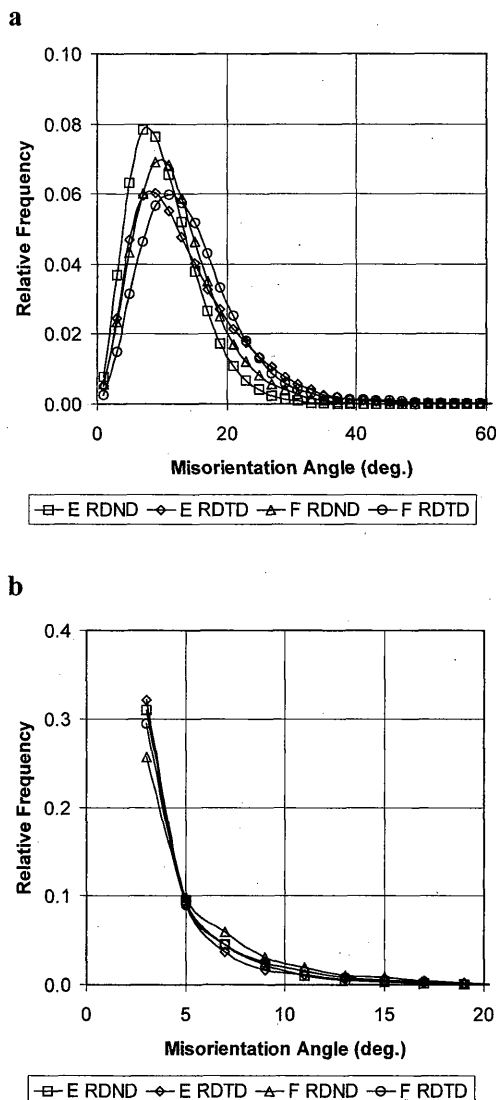 a
0.10
0.08
0.06
0.04
0.02
0.00
Relative Frequency
0 20 40 60
Misorientation Angle (deg.)
E RDND E RDTD F RDND F RDTD
b
0.4
0.3
0.2
0.1
0.0
Relative Frequency
0 5 10 15 20
Misorientation Angle (deg.)
E RDND E RDTD F RDND F RDTD